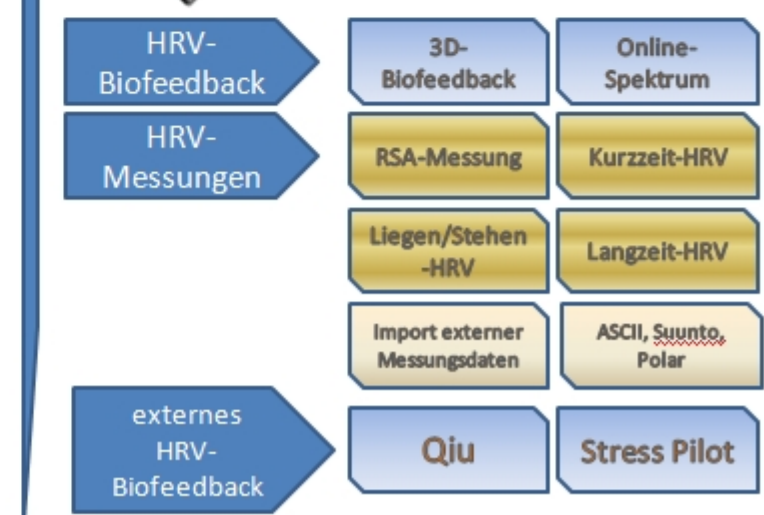 HRV-
Biofeedback
3D-
Biofeedback
Online-
Spektrum
HRV-
Messungen
RSA-Messung
Kurzzeit-HRV
Liegen/Stehen
-HRV
Langzeit-HRV
Import externer
Messungsdaten
ASCII, Suunto,
Polar
externes
HRV-
Biofeedback
Qiu
Stress Pilot